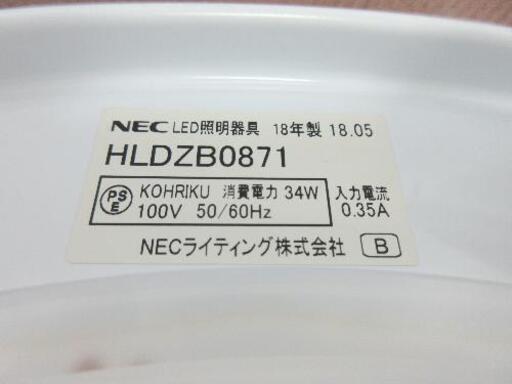 NEC LED照明器具 18年製 18.05
HLDZB0871
PS E KOHRIKU 消費電力 34W 入力電流
100V 50/60Hz 0.35A
NECライティング株式会社 B